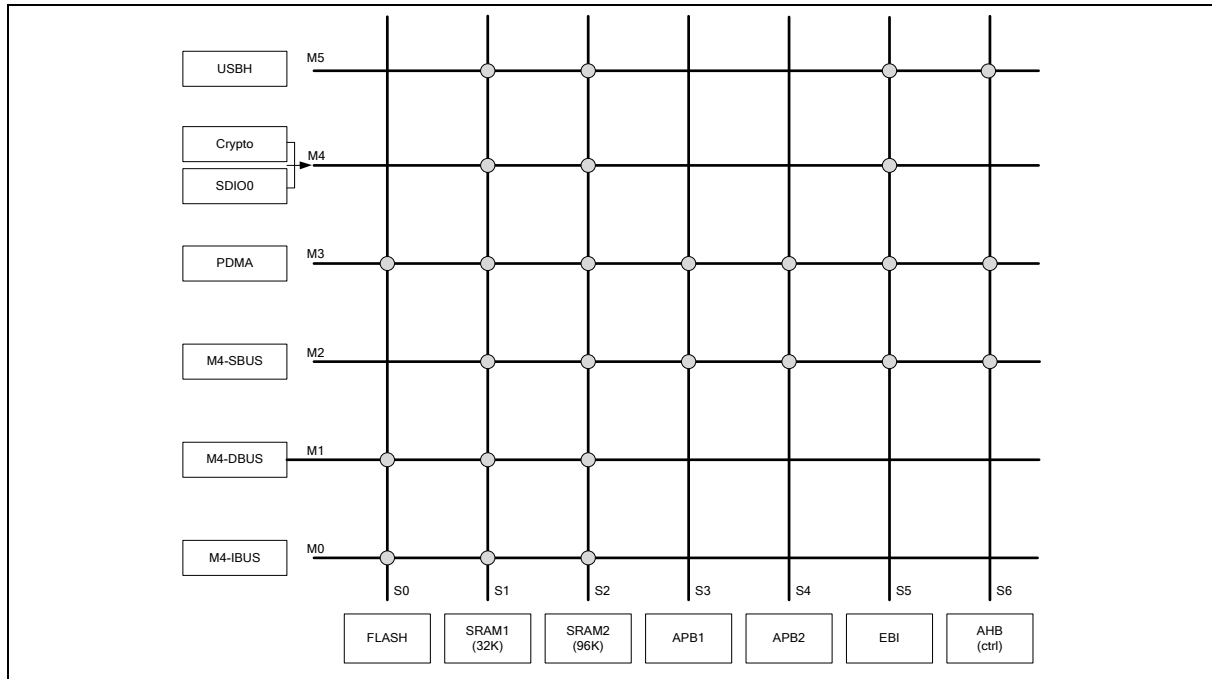 M5
USBH
Crypto
M4
SDIO0
M3
PDMA
M2
M4-SBUS
M1
M4-DBUS
M0
M4-IBUS
S0 S1 S2 S3 S4 S5 S6
FLASH
SRAM1
(32K)
SRAM2
(96K)
APB1
APB2
EBI
AHB
(ctrl)